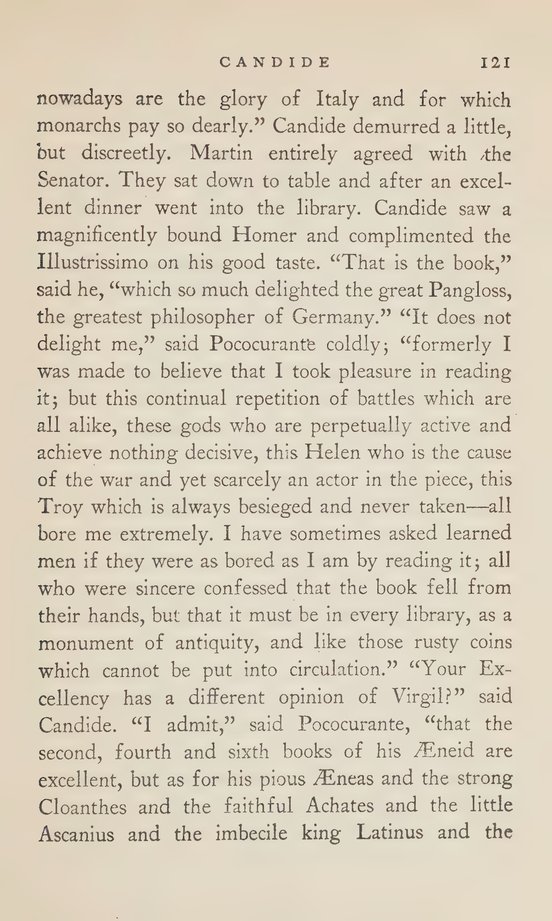 CANDIDE 121
nowadays are the glory of Italy and for which
monarchs pay so dearly.” Candide demurred a little,
but discreetly. Martin entirely agreed with the
Senator. They sat down to table and after an excel-
lent dinner went into the library. Candide saw a
magnificently bound Homer and complimented the
Illustrissimo on his good taste. “That is the book,”
said he, “which so much delighted the great Pangloss,
the greatest philosopher of Germany.” “It does not
delight me,” said Pococurante coldly; “formerly I
was made to believe that I took pleasure in reading
it; but this continual repetition of battles which are
all alike, these gods who are perpetually active and
achieve nothing decisive, this Helen who is the cause
of the war and yet scarcely an actor in the piece, this
Troy which is always besieged and never taken—all
bore me extremely. I have sometimes asked learned
men if they were as bored as I am by reading it; all
who were sincere confessed that the book fell from
their hands, but that it must be in every library, as a
monument of antiquity, and like those rusty coins
which cannot be put into circulation.” “Your Ex-
cellency has a different opinion of Virgil?” said
Candide. “I admit,” said Pococurante, “that the
second, fourth and sixth books of his Æneid are
excellent, but as for his pious Æneas and the strong
Cloanthes and the faithful Achates and the little
Ascanius and the imbecile king Latinus and the